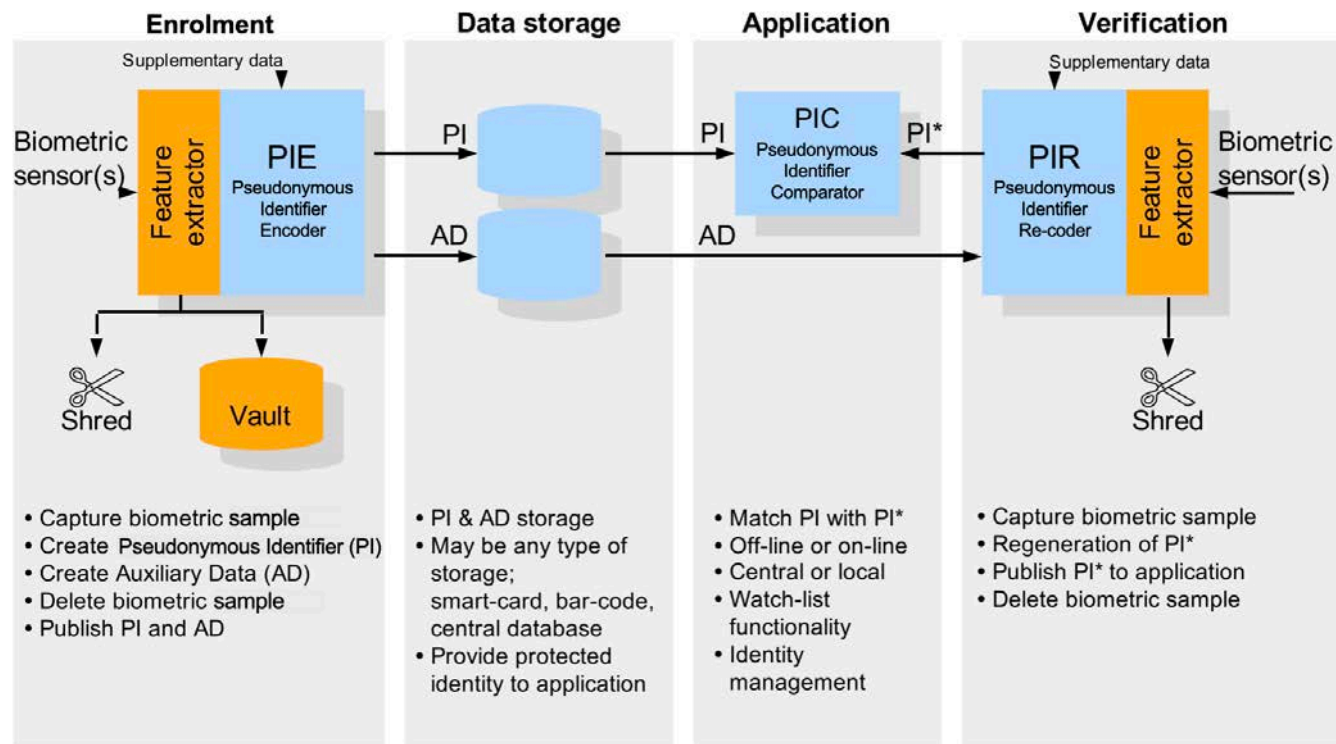 Enrolment
Data storage
Application
Verification
Supplementary data
Biometric
sensor(s)
Feature
extractor
PIE
Pseudonymous
Identifier
Encoder
PI
AD
Shred
Vault
PI
AD
PIC
Pseudonymous
Identifier
Comparator
PI*
Supplementary data
PIR
Pseudonymous
Identifier
Re-coder
Feature
extractor
Biometric
sensor(s)
Shred
• Capture biometric sample
• Create Pseudonymous Identifier (PI)
• Create Auxiliary Data (AD)
• Delete biometric sample
• Publish PI and AD
• PI & AD storage
• May be any type of
storage;
smart-card, bar-code,
central database
• Provide protected
identity to application
• Match PI with PI*
• Off-line or on-line
• Central or local
• Watch-list
functionality
• Identity
management
• Capture biometric sample
• Regeneration of PI*
• Publish PI* to application
• Delete biometric sample